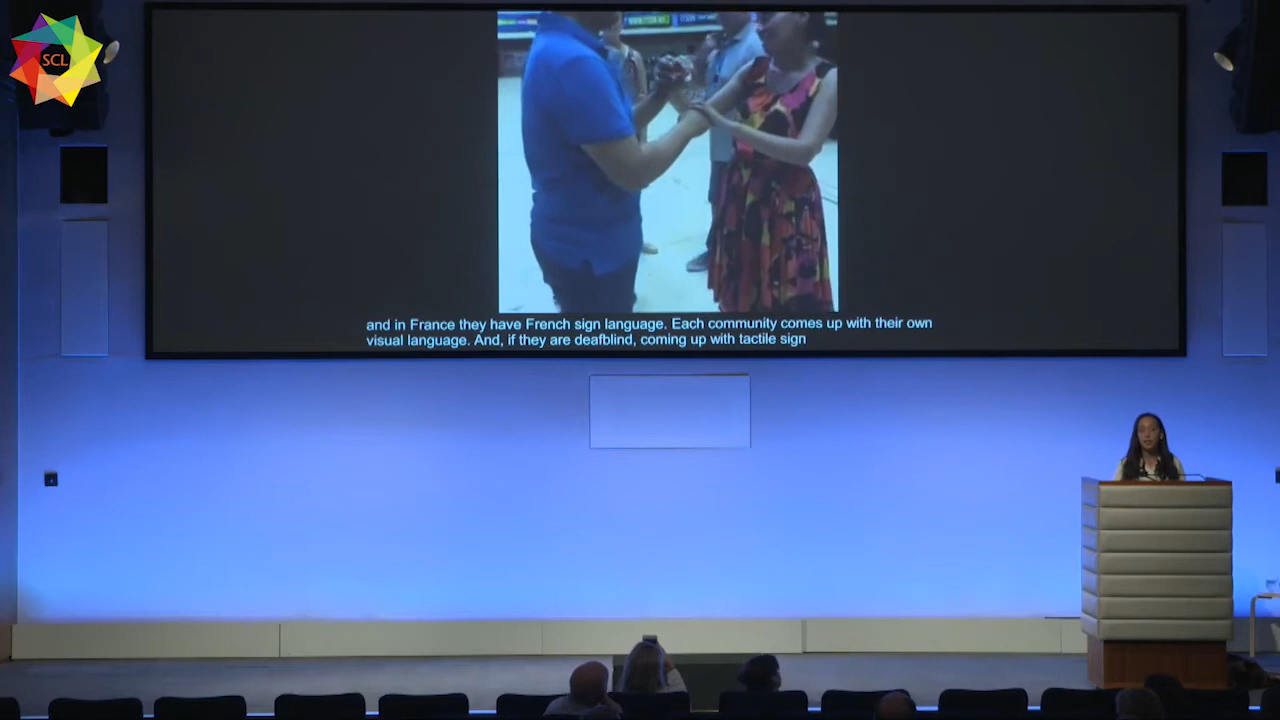 SCL
and in France they have French sign language. Each community comes up with their own
visual language. And, if they are deafblind, coming up with tactile sign